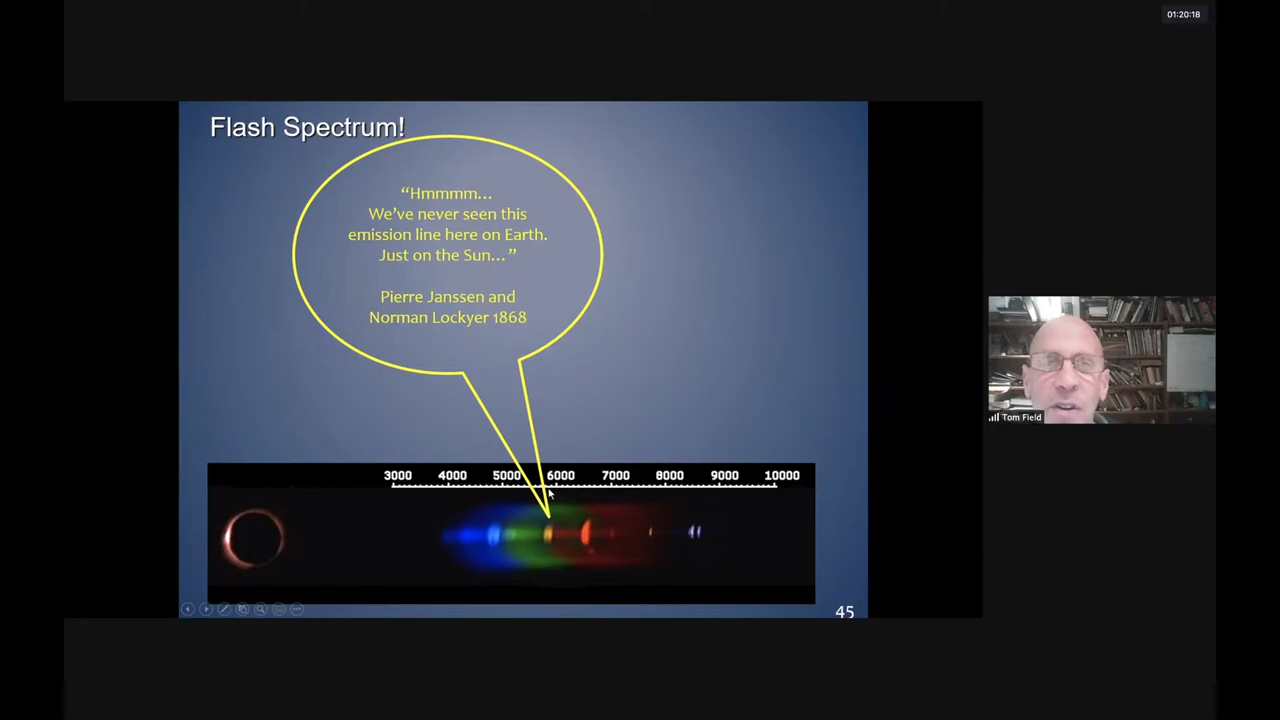 01:20:18
Flash Spectrum!
“Hmmmm…
We’ve never seen this
emission line here on Earth.
Just on the Sun…”
Pierre Janssen and
Norman Lockyer 1868
Tom Field
3000 4000 5000 6000 7000 8000 9000 10000
45